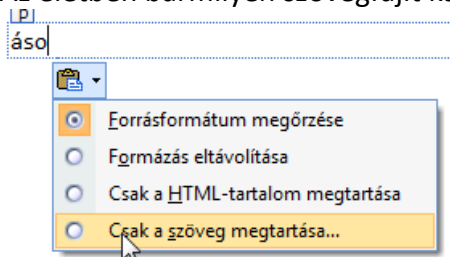 p
áso
Forrásformátum megőrzése
Formázás eltávolítása
Csak a HTML-tartalom megtartása
Csak a szöveg megtartása...